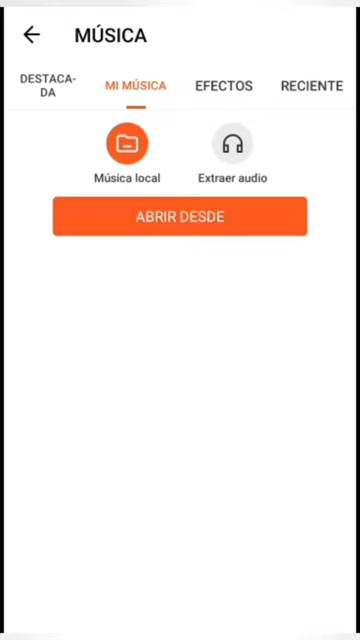 MÚSICA
DESTACA-
DA
MI MÚSICA
EFECTOS
RECIENTE
Música local
Extraer audio
ABRIR DESDE